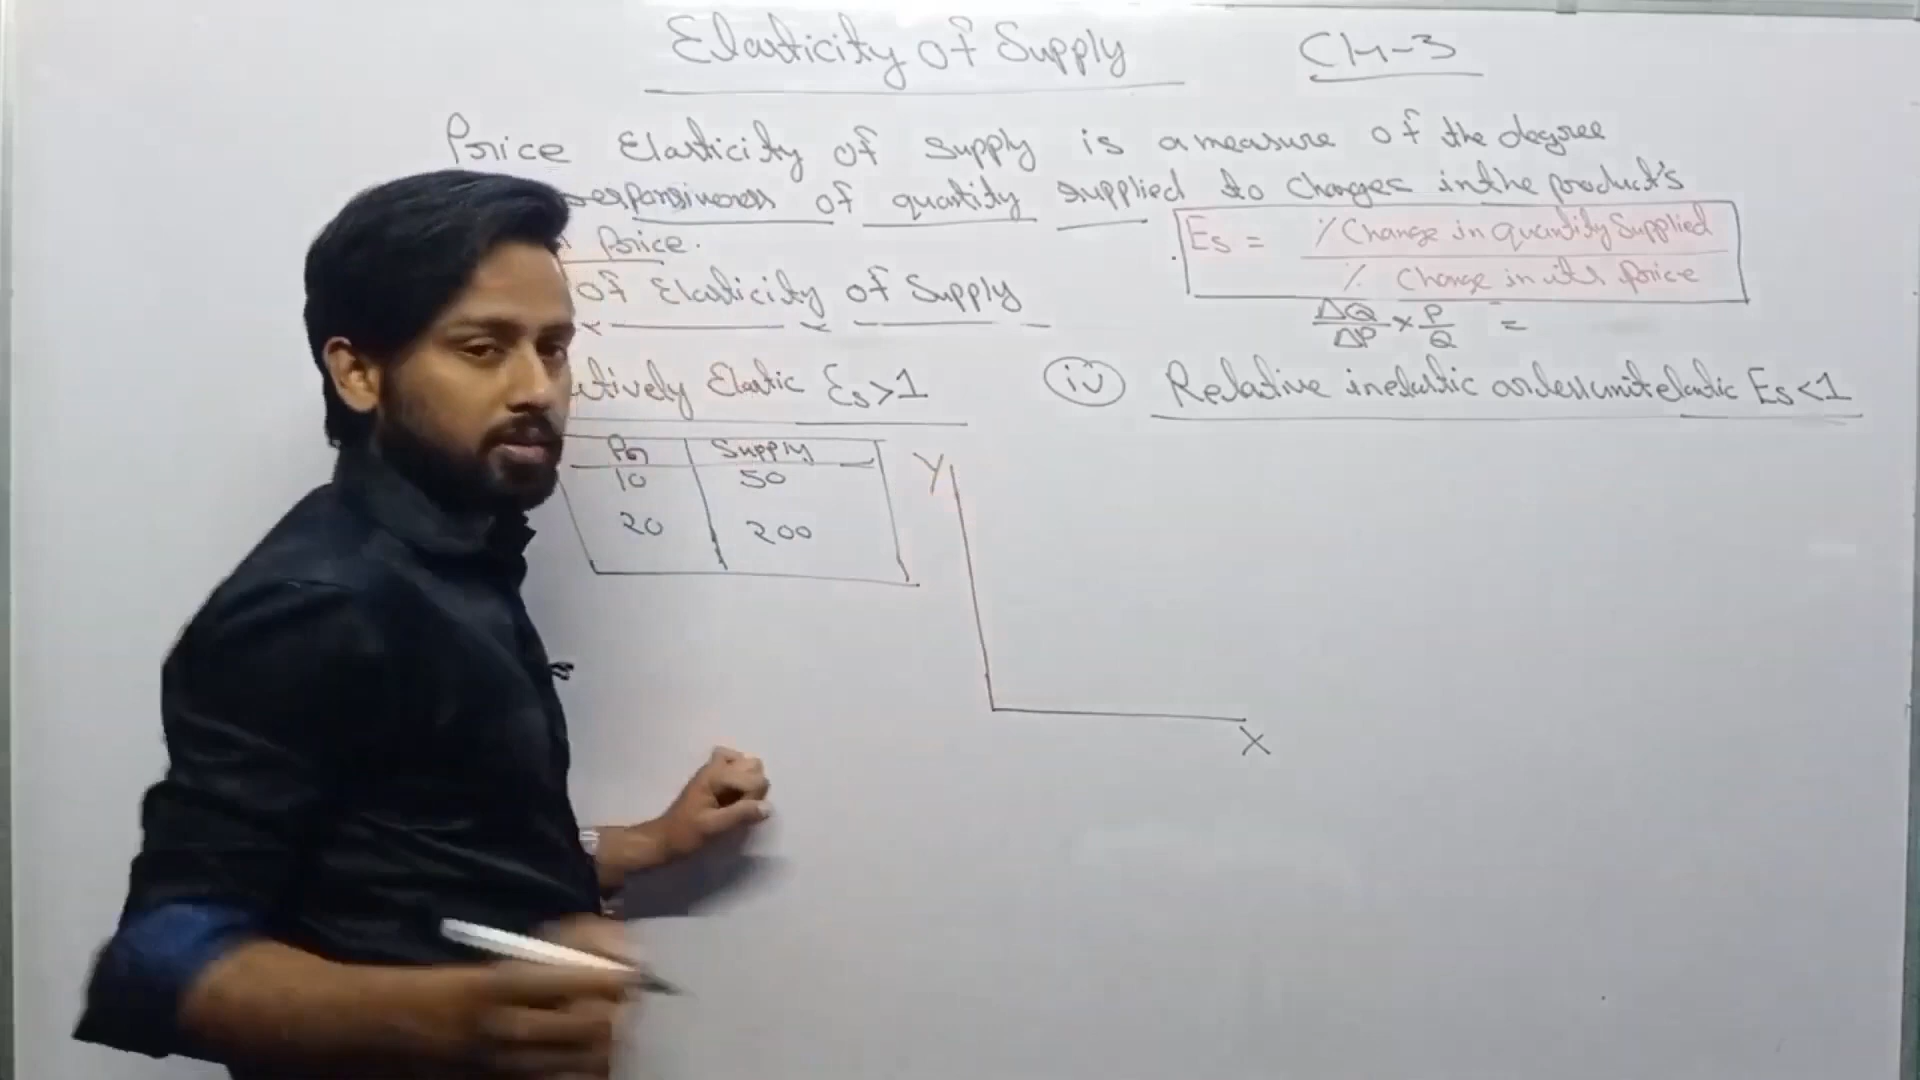 Elasticity of Supply CH-3
Price Elasticity of supply is a measure of the degree
responsiveness of quantity supplied to changes in the product's
Price.
Es = % Change in quantity Supplied
% Change in its price
of Elasticity of Supply
ΔQ/ΔP × P/Q =
Elastic Es>1
iv Relative inelastic or less unit elastic Es<1
Supply
10 50
20 200
Y
X